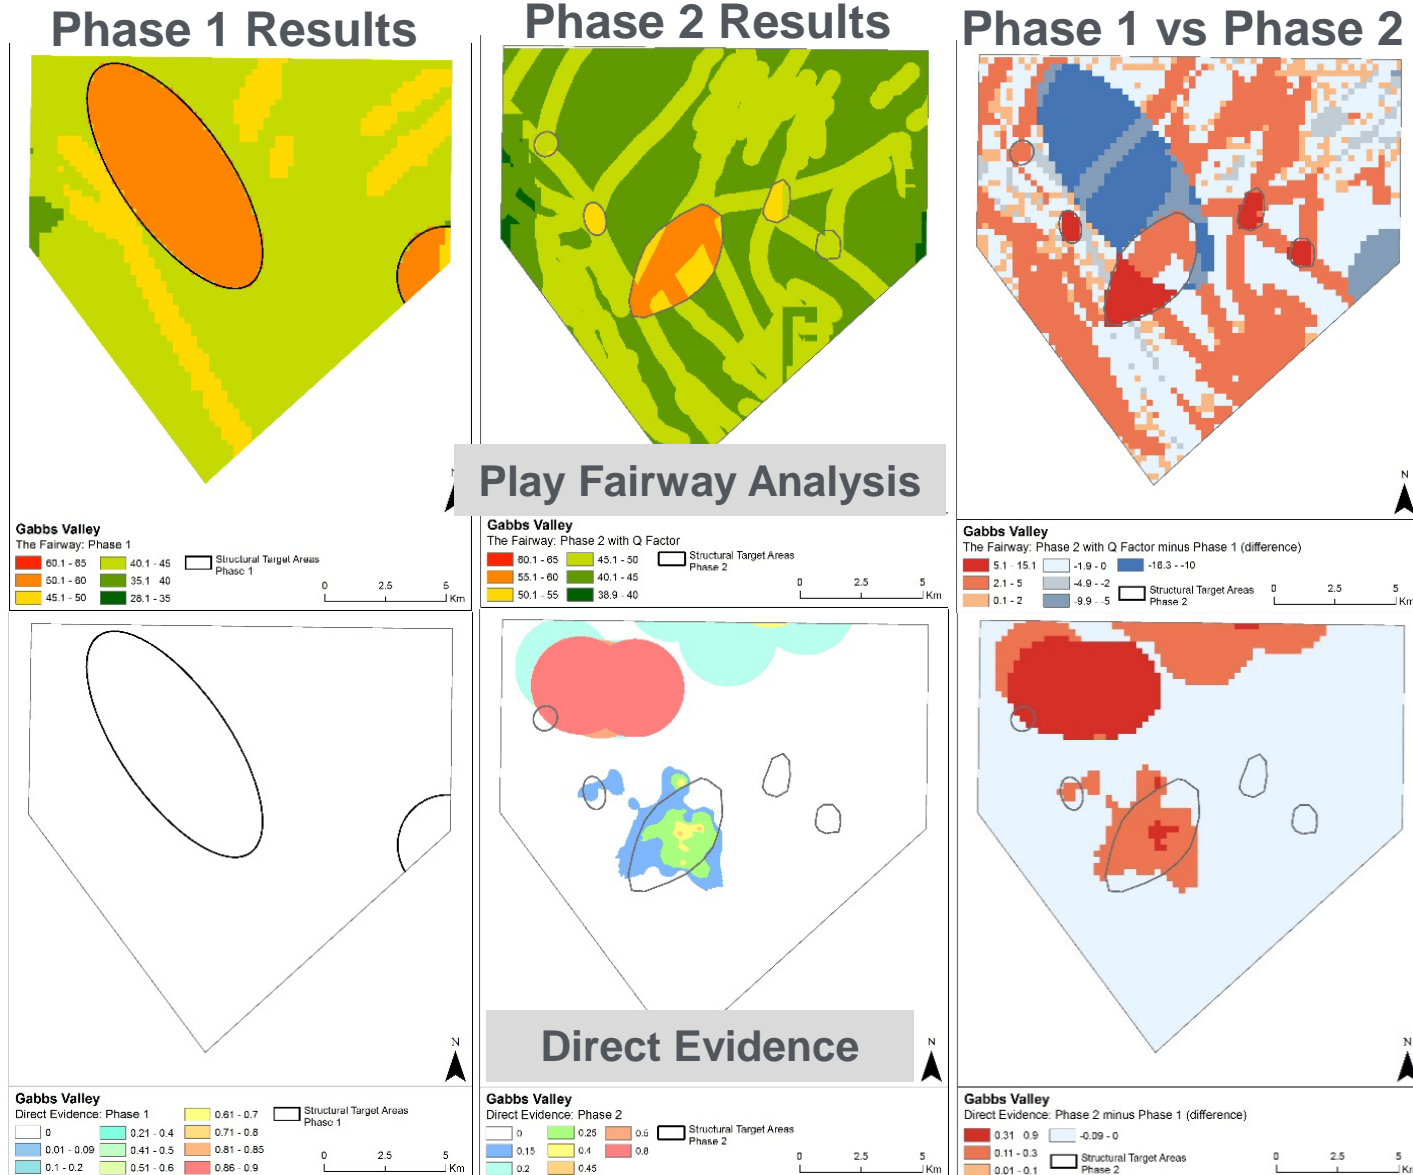 Phase 1 Results
Phase 2 Results
Phase 1 vs Phase 2
Play Fairway Analysis
N
N
Gabbs Valley
The Fairway: Phase 1
60.1 - 65
50.1 - 60
45.1 - 50
40.1 - 45
35.1 40
28.1 - 35
Structural Target Areas
Phase 1
0 2.5 5
Km
Gabbs Valley
The Fairway: Phase 2 with Q Factor
60.1 - 65
55.1 - 60
50.1 - 55
45.1 - 50
40.1 - 45
38.9 - 40
Structural Target Areas
Phase 2
0 2.5 5
Km
Gabbs Valley
The Fairway: Phase 2 with Q Factor minus Phase 1 (difference)
5.1 15.1
2.1 - 5
0.1 - 2
-1.9 - 0
-4.9 - -2
-9.9 - -5
-16.3 - -10
Structural Target Areas
Phase 2
0 2.5 5
Km
Direct Evidence
N
N
N
Gabbs Valley
Direct Evidence: Phase 1
0
0.01 - 0.09
0.1 - 0.2
0.21 - 0.4
0.41 - 0.5
0.51 - 0.6
0.61 - 0.7
0.71 - 0.8
0.81 - 0.85
0.86 - 0.9
Structural Target Areas
Phase 1
0 2.5 5
Km
Gabbs Valley
Direct Evidence: Phase 2
0
0.15
0.2
0.25
0.4
0.45
0.6
0.8
Structural Target Areas
Phase 2
0 2.5 5
Km
Gabbs Valley
Direct Evidence: Phase 2 minus Phase 1 (difference)
0.31 0.9
0.11 - 0.3
0.01 - 0.1
-0.09 - 0
Structural Target Areas
Phase 2
0 2.5 5
Km